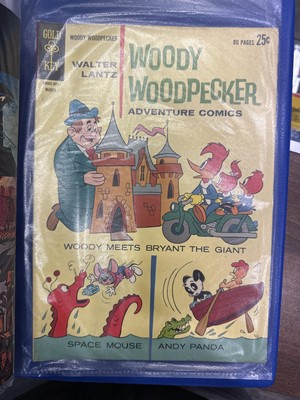 GOLD
KEY
WOODY WOODPECKER
80 PAGES 25¢
WALTER
LANTZ
WOODY
WOODPECKER
ADVENTURE COMICS
WOODY MEETS BRYANT THE GIANT
SPACE MOUSE
ANDY PANDA